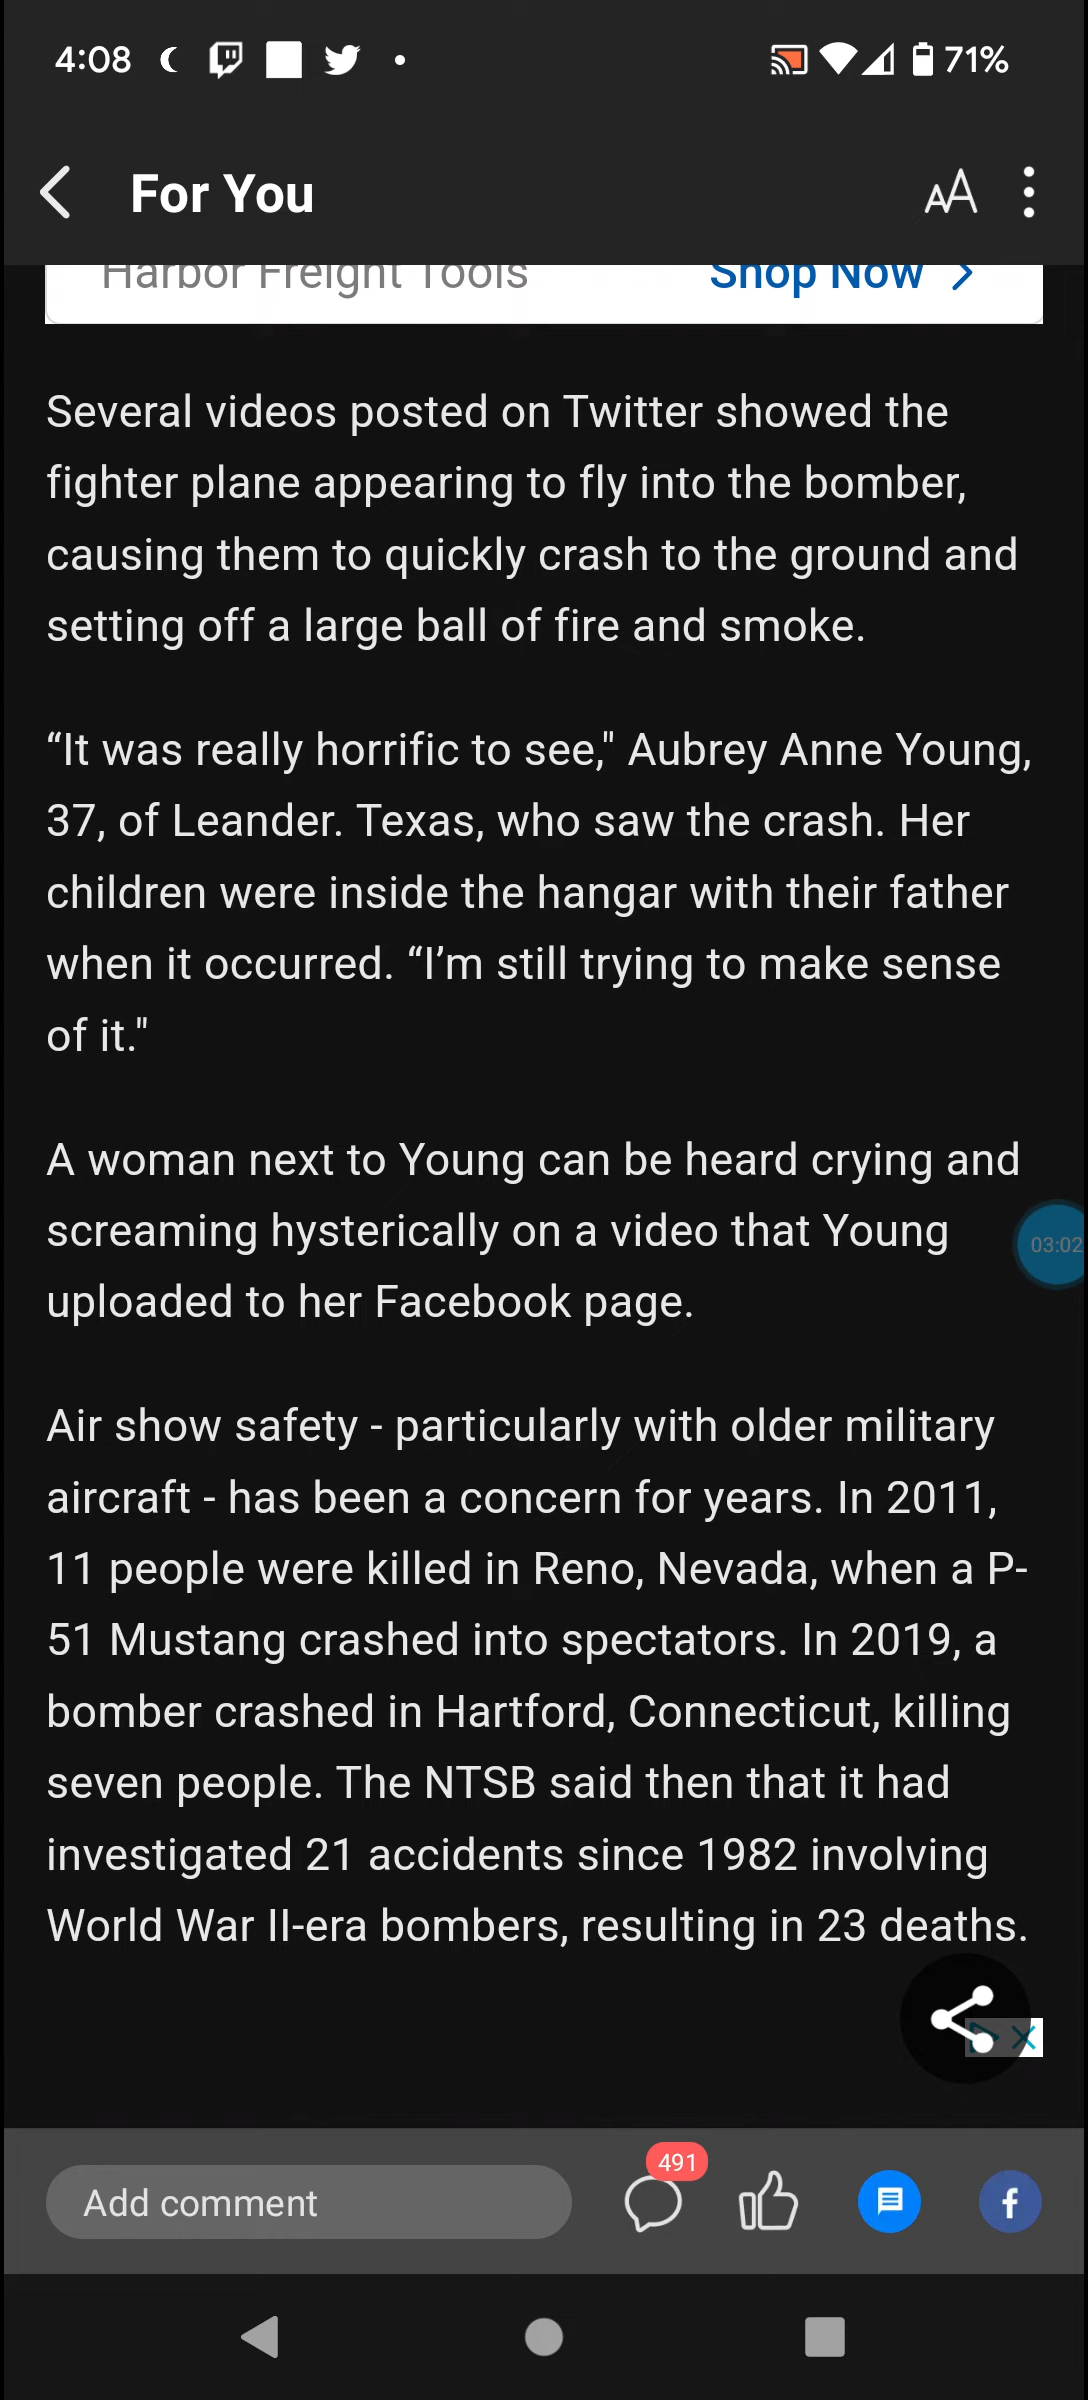 4:08
71%
For You
Harbor Freight Tools
Shop Now
Several videos posted on Twitter showed the
fighter plane appearing to fly into the bomber,
causing them to quickly crash to the ground and
setting off a large ball of fire and smoke.
“It was really horrific to see," Aubrey Anne Young,
37, of Leander. Texas, who saw the crash. Her
children were inside the hangar with their father
when it occurred. “I’m still trying to make sense
of it."
A woman next to Young can be heard crying and
screaming hysterically on a video that Young
uploaded to her Facebook page.
03:02
Air show safety - particularly with older military
aircraft - has been a concern for years. In 2011,
11 people were killed in Reno, Nevada, when a P-
51 Mustang crashed into spectators. In 2019, a
bomber crashed in Hartford, Connecticut, killing
seven people. The NTSB said then that it had
investigated 21 accidents since 1982 involving
World War II-era bombers, resulting in 23 deaths.
491
Add comment